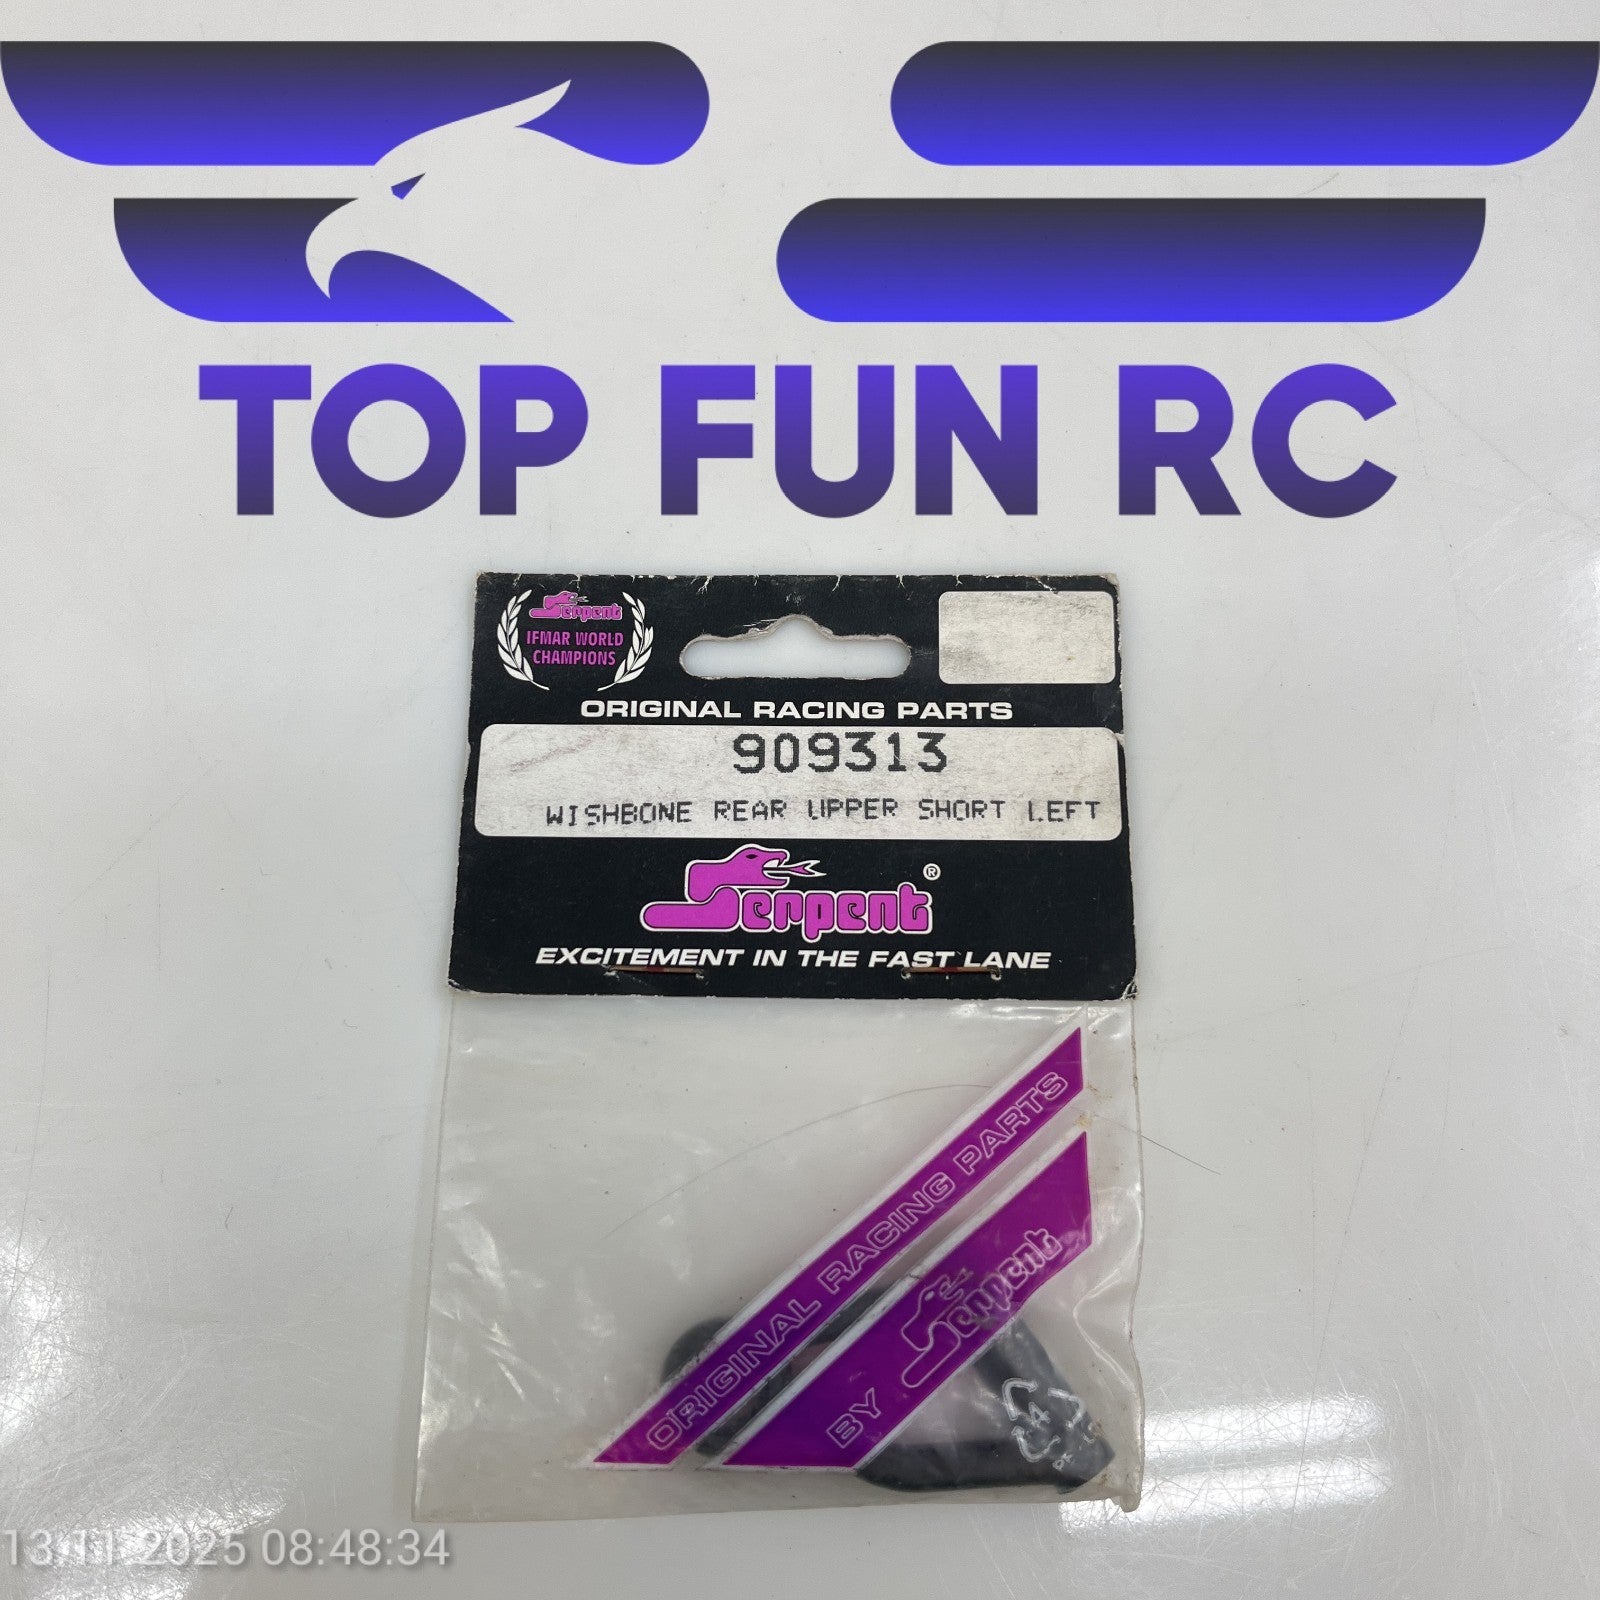 TOP FUN RC
Serpent
IFMAR WORLD
CHAMPIONS
ORIGINAL RACING PARTS
909313
WISHBONE REAR UPPER SHORT LEFT
Serpent®
EXCITEMENT IN THE FAST LANE
ORIGINAL RACING PARTS
BY Serpent
4
13.11.2025 08:48:34